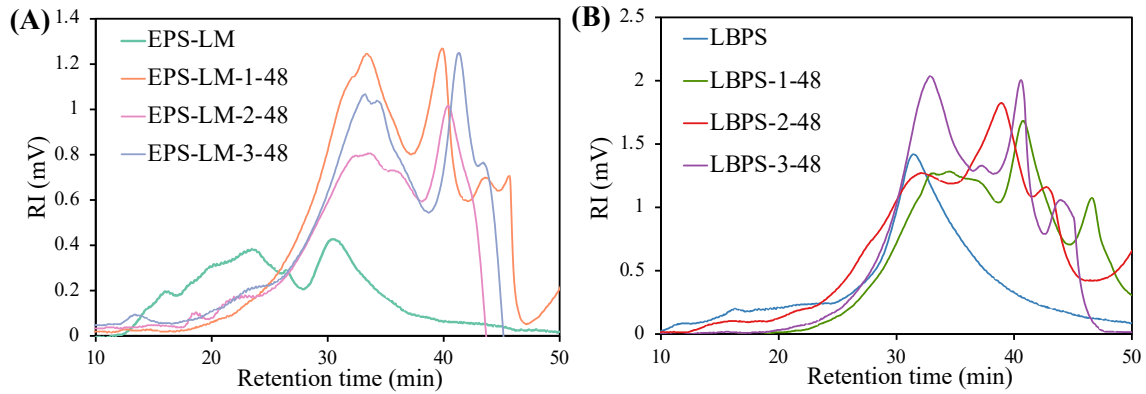 (A)
1.4
1.2
1
0.8
0.6
0.4
0.2
0
RI (mV)
EPS-LM
EPS-LM-1-48
EPS-LM-2-48
EPS-LM-3-48
10 20 30 40 50
Retention time (min)
(B)
2.5
2
1.5
1
0.5
0
RI (mV)
LBPS
LBPS-1-48
LBPS-2-48
LBPS-3-48
10 20 30 40 50
Retention time (min)